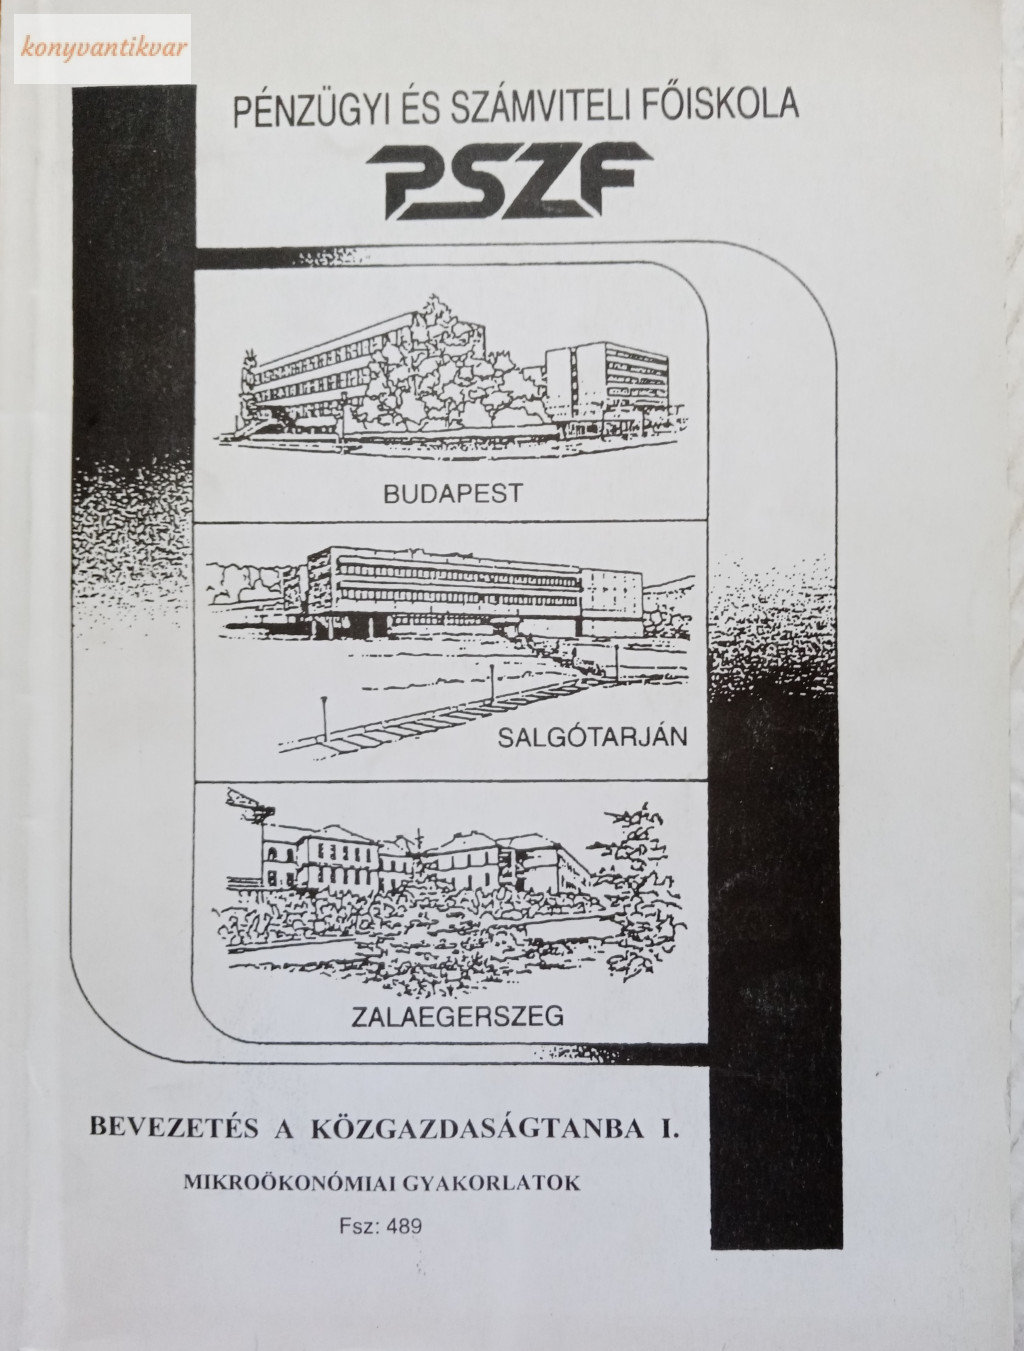 konyvantikvar
PÉNZÜGYI ÉS SZÁMVITELI FŐISKOLA
PSZF
BUDAPEST
SALGÓTARJÁN
ZALAEGERSZEG
BEVEZETÉS A KÖZGAZDASÁGTANBA I.
MIKROÖKONÓMIAI GYAKORLATOK
Fsz: 489